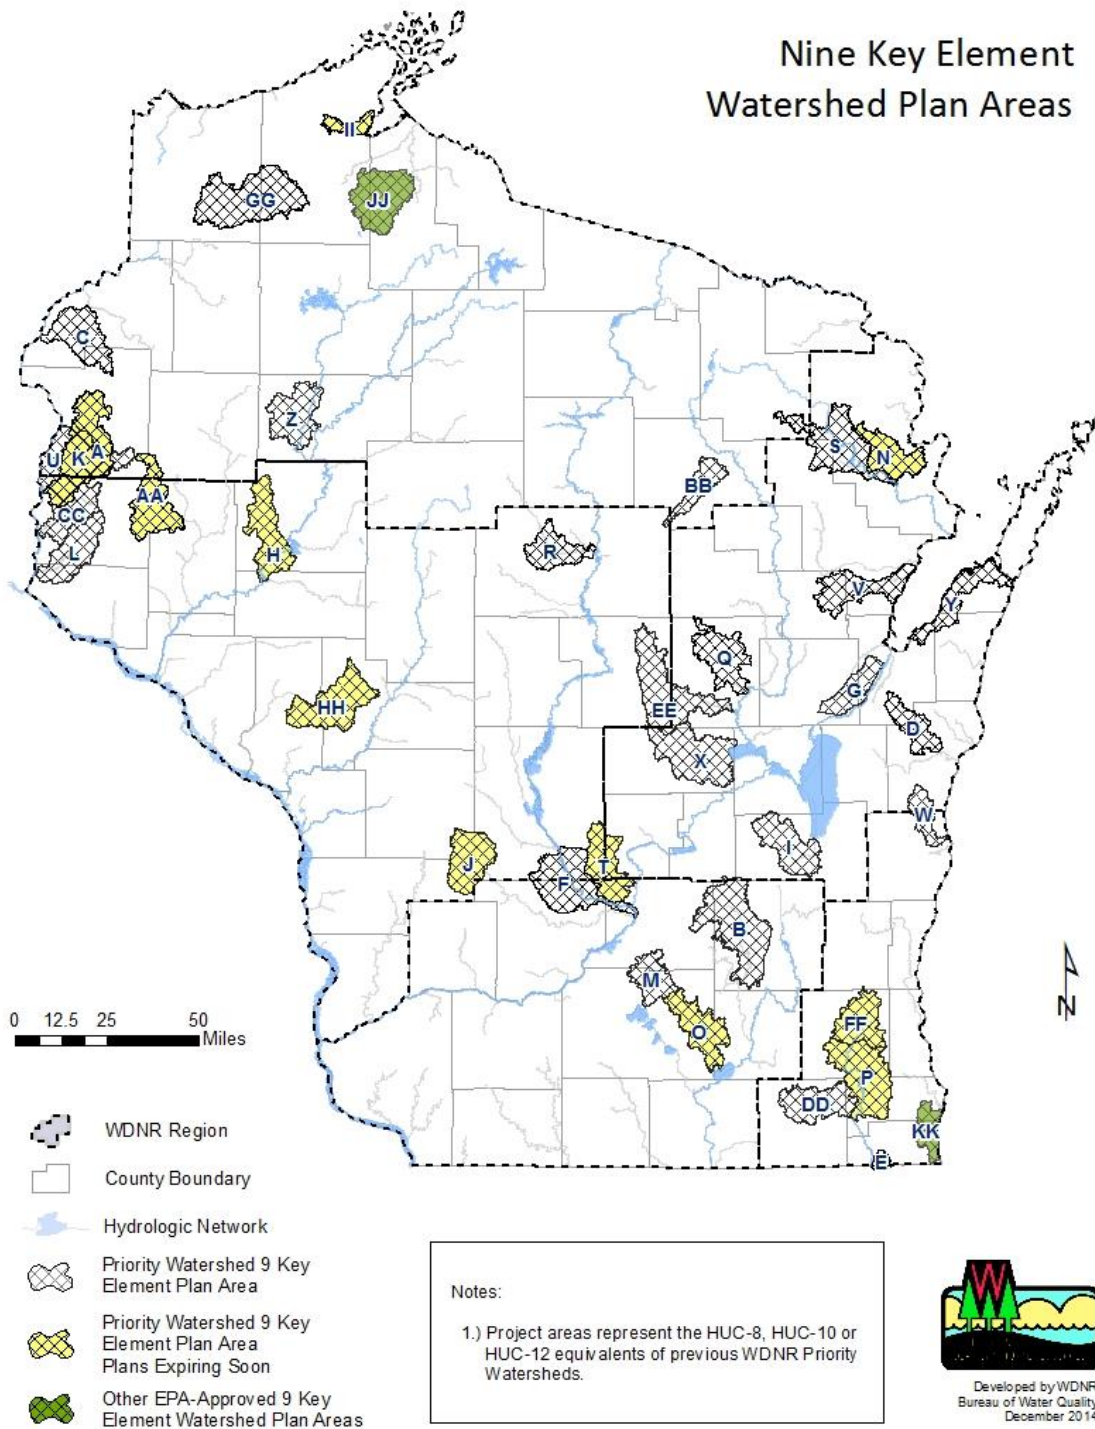 Nine Key Element
Watershed Plan Areas
II
GG
JJ
C
Z
U
K
A
S
N
BB
AA
CC
H
L
R
V
Y
Q
G
EE
HH
D
X
W
J
T
I
F
B
M
O
FF
P
DD
KK
E
N
0 12.5 25 50
Miles
WDNR Region
County Boundary
Hydrologic Network
Priority Watershed 9 Key
Element Plan Area
Priority Watershed 9 Key
Element Plan Area
Plans Expiring Soon
Other EPA-Approved 9 Key
Element Watershed Plan Areas
Notes:
1.) Project areas represent the HUC-8, HUC-10 or
HUC-12 equivalents of previous WDNR Priority
Watersheds.
W
Developed by WDNR
Bureau of Water Quality
December 2014